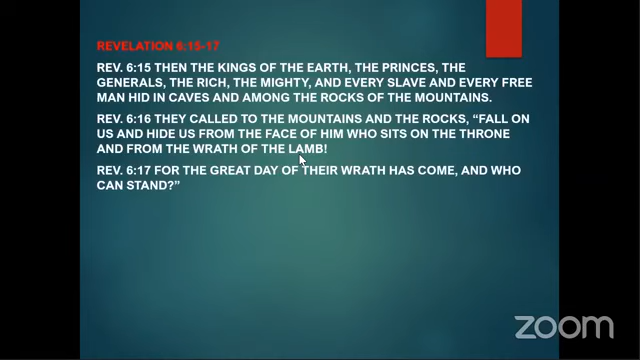 REVELATION 6:15-17
REV. 6:15 THEN THE KINGS OF THE EARTH, THE PRINCES, THE
GENERALS, THE RICH, THE MIGHTY, AND EVERY SLAVE AND EVERY FREE
MAN HID IN CAVES AND AMONG THE ROCKS OF THE MOUNTAINS.
REV. 6:16 THEY CALLED TO THE MOUNTAINS AND THE ROCKS, “FALL ON
US AND HIDE US FROM THE FACE OF HIM WHO SITS ON THE THRONE
AND FROM THE WRATH OF THE LAMB!
REV. 6:17 FOR THE GREAT DAY OF THEIR WRATH HAS COME, AND WHO
CAN STAND?”
zoom